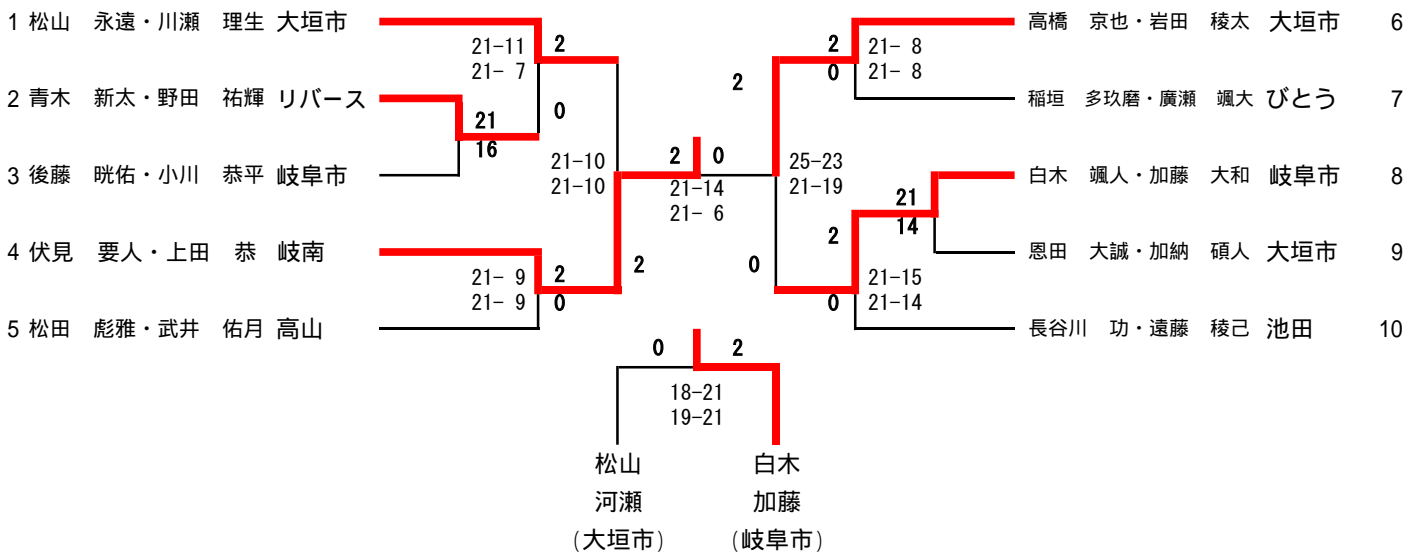 1 松山　永遠・川瀬　理生 大垣市
2 青木　新太・野田　祐輝 リバース
3 後藤　晄佑・小川　恭平 岐阜市
4 伏見　要人・上田　恭 岐南
5 松田　彪雅・武井　佑月 高山
21-11
21- 7
2
0
21
16
21-10
21-10
21- 9
21- 9
2
0
2
2 0
21-14
21- 6
2
0
25-23
21-19
2
0
21- 8
21- 8
21
14
2
0
21-15
21-14
高橋　京也・岩田　稜太 大垣市 6
稲垣　多玖磨・廣瀬　颯大 びとう 7
白木　颯人・加藤　大和 岐阜市 8
恩田　大誠・加納　碩人 大垣市 9
長谷川　功・遠藤　稜己 池田 10
0 2
18-21
19-21
松山
河瀬
(大垣市)
白木
加藤
(岐阜市)